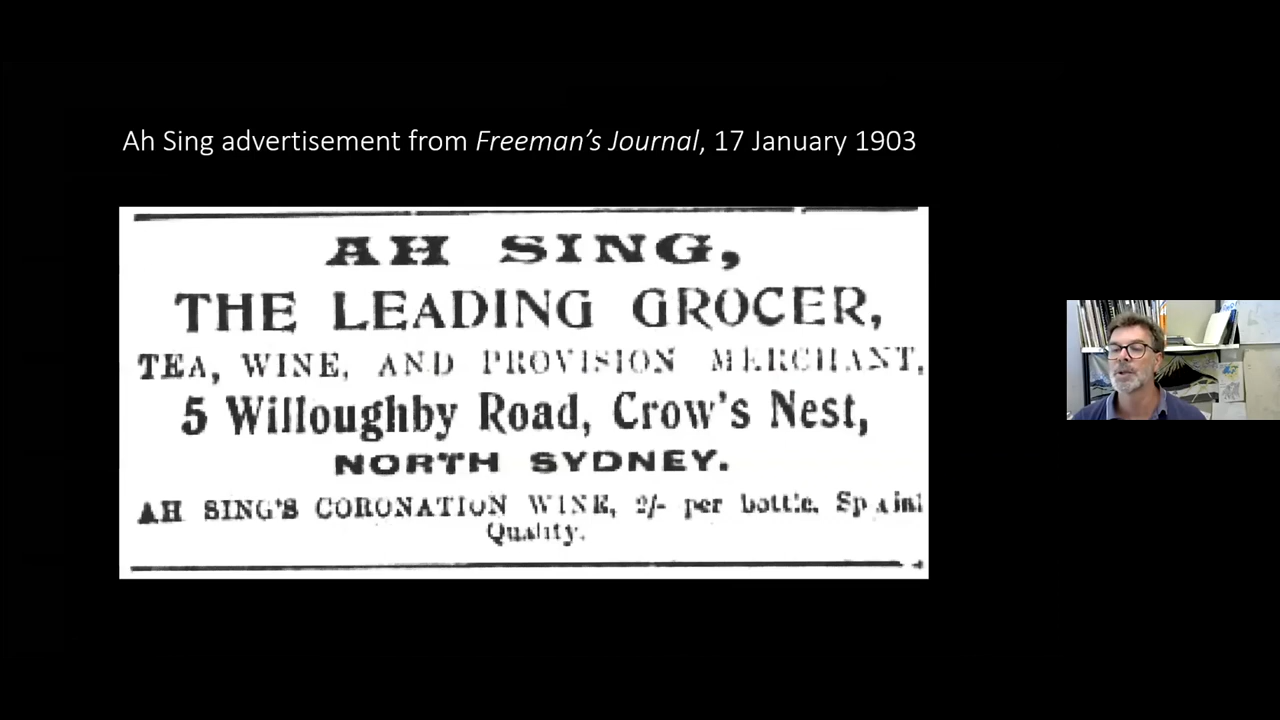 Ah Sing advertisement from Freeman’s Journal, 17 January 1903
AH SING,
THE LEADING GROCER,
TEA, WINE, AND PROVISION MERCHANT,
5 Willoughby Road, Crow's Nest,
NORTH SYDNEY.
AH SING'S CORONATION WINE, 2/- per bottle.
Quality.